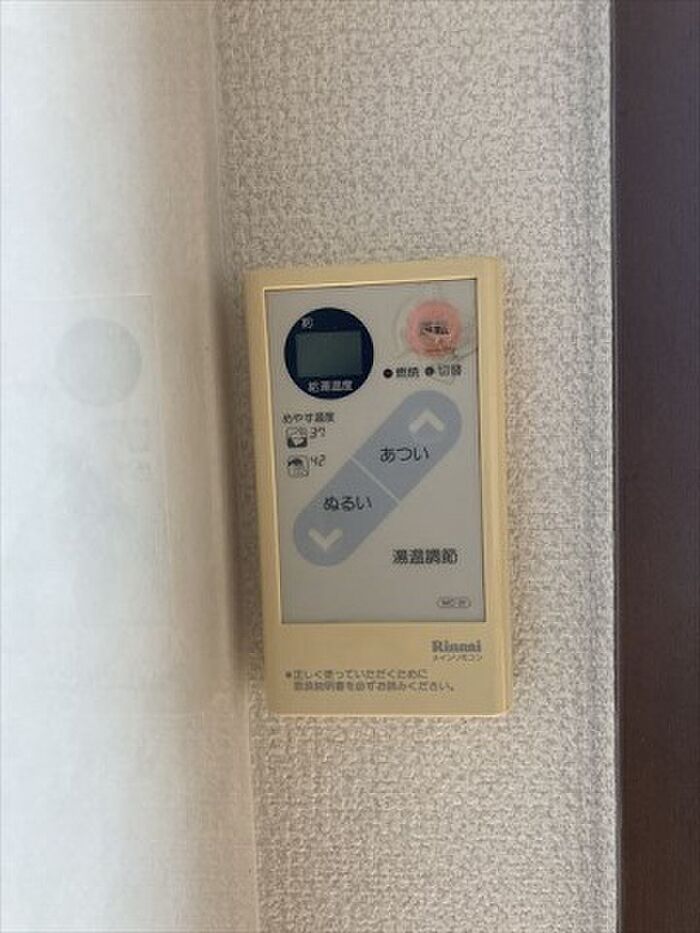 約
運転
給湯温度
燃焼 切替
めやす温度
37
42
あつい
ぬるい
湯温調節
Rinnai
メインリモコン
*正しく使っていただくために
取扱説明書を必ずお読みください。